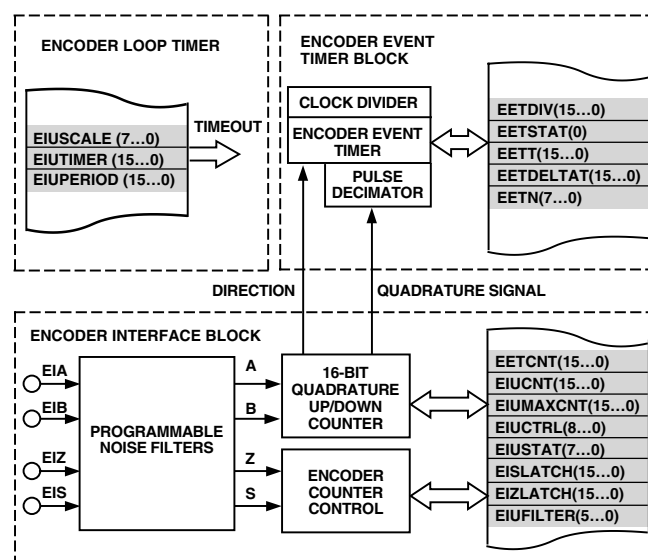 ENCODER LOOP TIMER
EIUSCALE (7...0)
EIUTIMER (15...0)
EIUPERIOD (15...0)
TIMEOUT
ENCODER EVENT
TIMER BLOCK
CLOCK DIVIDER
ENCODER EVENT
TIMER
PULSE
DECIMATOR
EETDIV(15...0)
EETSTAT(0)
EETT(15...0)
EETDELTAT(15...0)
EETN(7...0)
DIRECTION
QUADRATURE SIGNAL
ENCODER INTERFACE BLOCK
EIA
EIB
EIZ
EIS
PROGRAMMABLE
NOISE FILTERS
A
B
Z
S
16-BIT
QUADRATURE
UP/DOWN
COUNTER
ENCODER
COUNTER
CONTROL
EETCNT(15...0)
EIUCNT(15...0)
EIUMAXCNT(15...0)
EIUCTRL(8...0)
EIUSTAT(7...0)
EISLATCH(15...0)
EIZLATCH(15...0)
EIUFILTER(5...0)